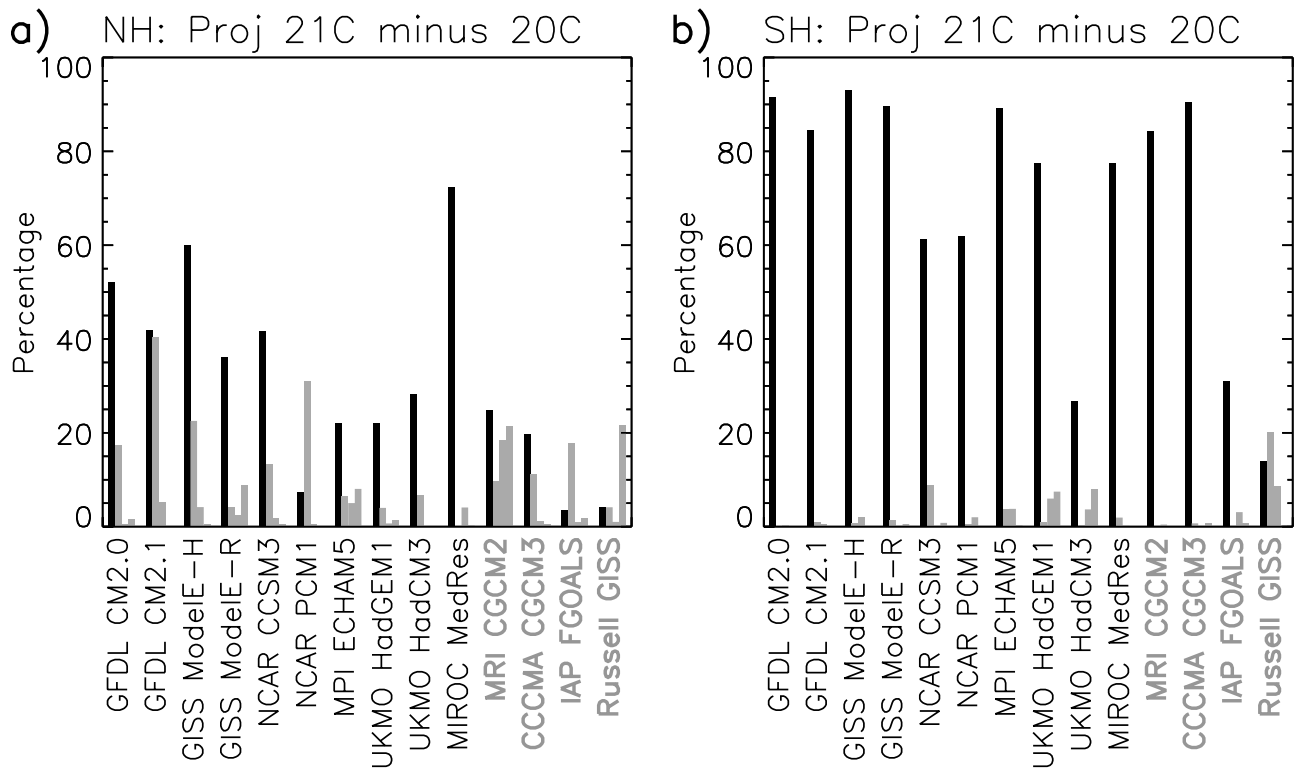 a) NH: Proj 21C minus 20C
Percentage
100
80
60
40
20
0
GFDL CM2.0
GFDL CM2.1
GISS ModelE-H
GISS ModelE-R
NCAR CCSM3
NCAR PCM1
MPI ECHAM5
UKMO HadGEM1
UKMO HadCM3
MIROC MedRes
MRI CGCM2
CCCMA CGCM3
IAP FGOALS
Russell GISS
b) SH: Proj 21C minus 20C
Percentage
100
80
60
40
20
0
GFDL CM2.0
GFDL CM2.1
GISS ModelE-H
GISS ModelE-R
NCAR CCSM3
NCAR PCM1
MPI ECHAM5
UKMO HadGEM1
UKMO HadCM3
MIROC MedRes
MRI CGCM2
CCCMA CGCM3
IAP FGOALS
Russell GISS